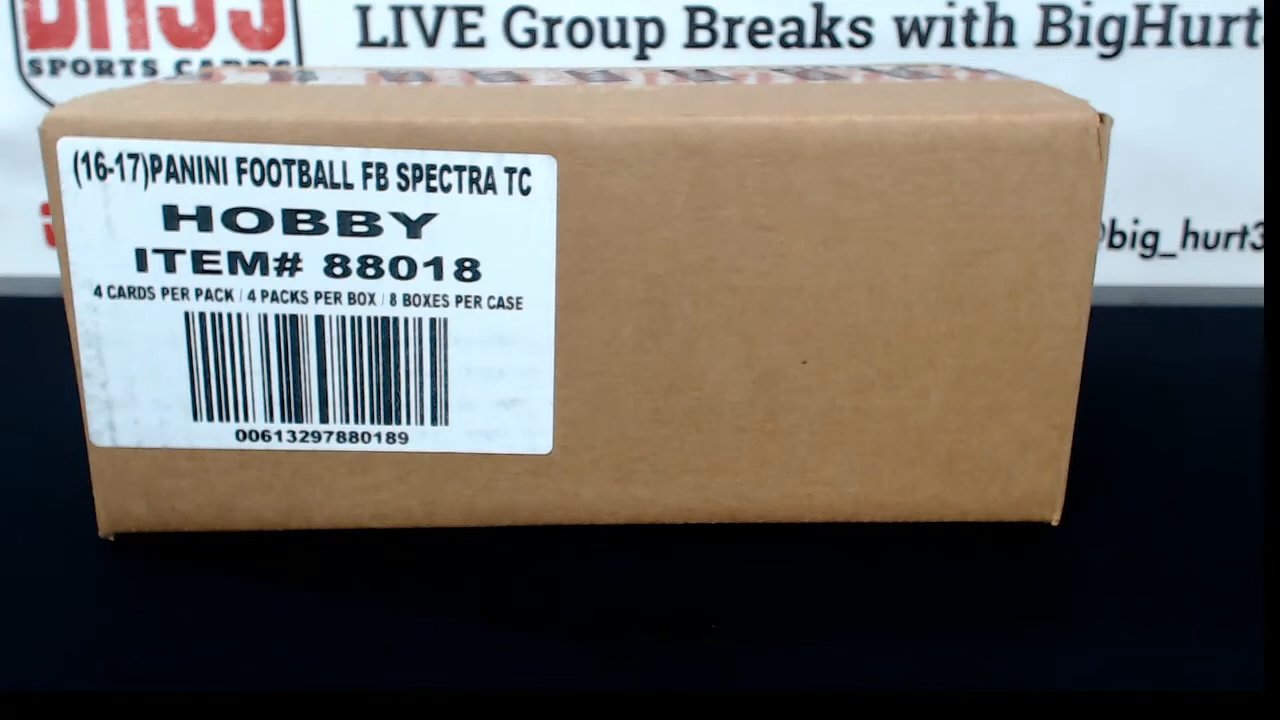 LIVE Group Breaks with BigHurt
SPORTS CARDS
(16-17)PANINI FOOTBALL FB SPECTRA TC
HOBBY
ITEM# 88018
4 CARDS PER PACK / 4 PACKS PER BOX / 8 BOXES PER CASE
00613297880189
@big_hurt3